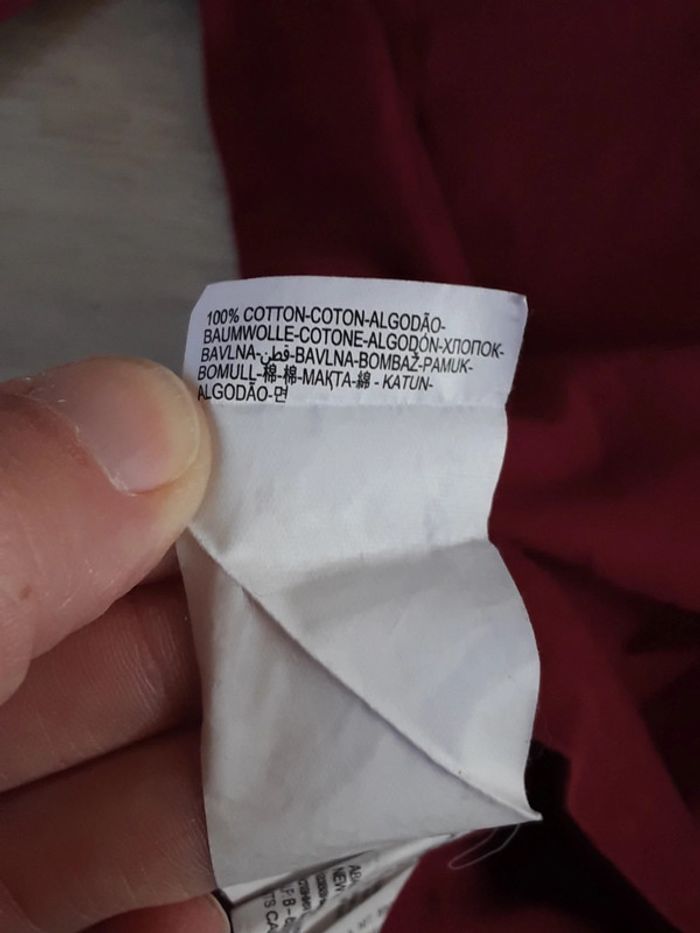 100% COTTON-COTON-ALGODÃO-
BAUMWOLLE-COTONE-ALGODÓN-ХЛОПОК-
BAVLNA-قطن-BAVLNA-BOMBAŽ-PAMUK-
BOMULL-棉-棉-МАҚТА-綿 - KATUN-
ALGODÃO-면
NEW